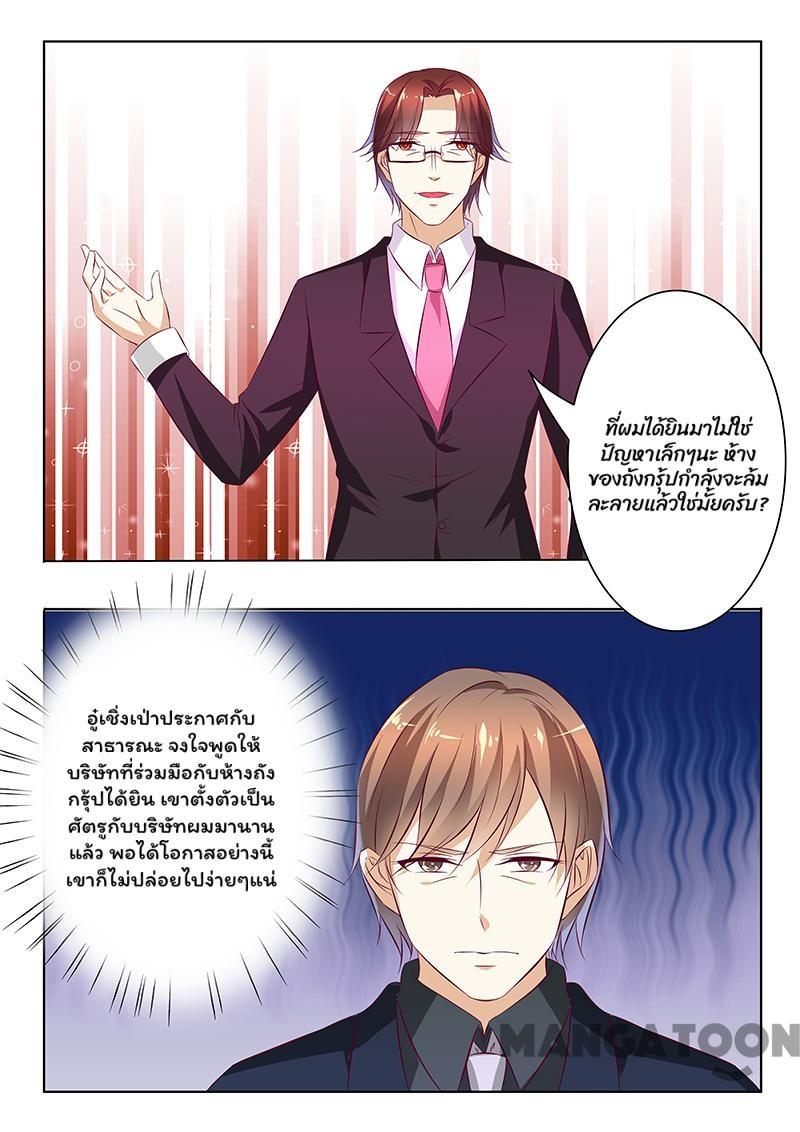 ที่ผมได้ยินมาไม่ใช่
ปัญหาเล็กๆนะ ห้าง
ของถังกรุ้ปกำลังจะล้ม
ละลายแล้วใช่มั้ยครับ?
อู๋เชิ่งเป่าประกาศกับ
สาธารณะ จงใจพูดให้
บริษัทที่ร่วมมือกับห้างถัง
กรุ้ปได้ยิน เขาตั้งตัวเป็น
ศัตรูกับบริษัทผมมานาน
แล้ว พอได้โอกาสอย่างนี้
เขาก็ไม่ปล่อยไปง่ายๆแน่
MANGATOON